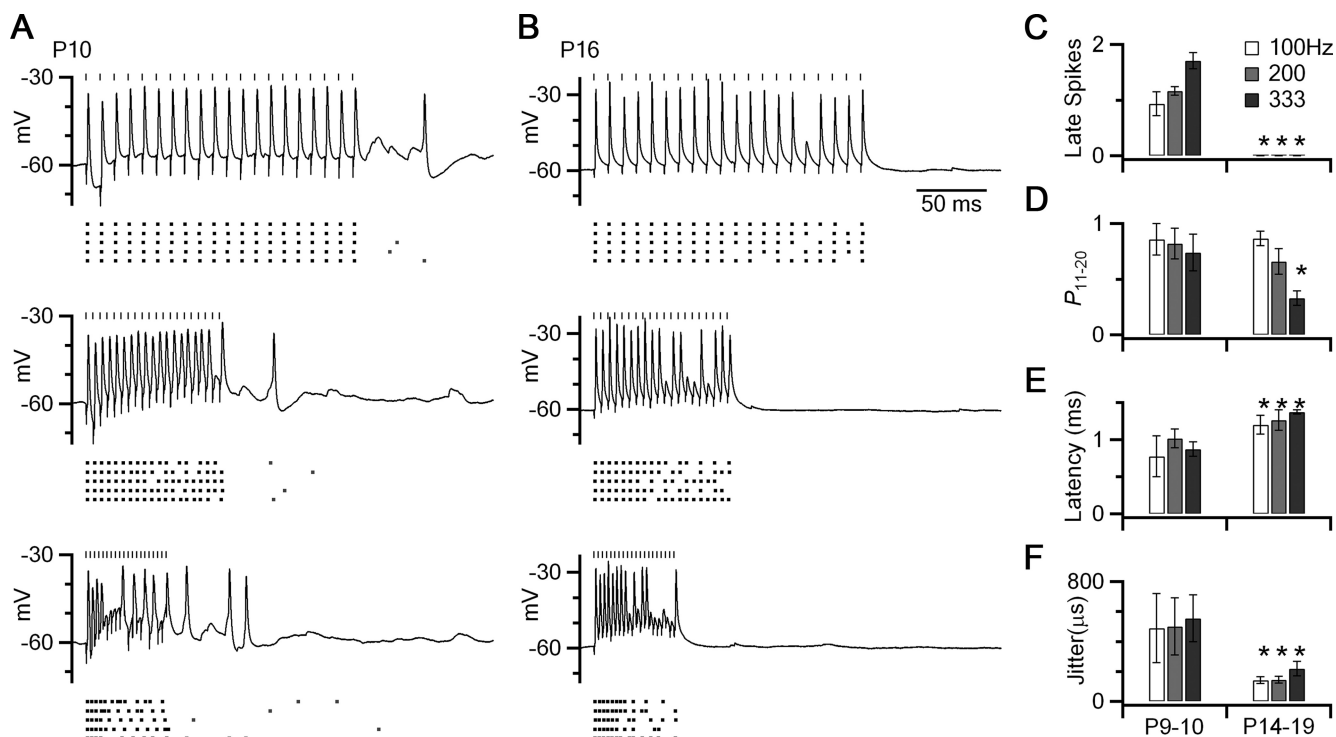 A
P10
-30
-60
mV
-30
-60
mV
-30
-60
mV
B
P16
-30
-60
mV
50 ms
-30
-60
mV
-30
-60
mV
C
2
0
Late Spikes
100Hz
200
333
* * *
D
1
0
P11-20
*
E
1
0
Latency (ms)
* * *
F
800
0
Jitter(μs)
* * *
P9-10 P14-19